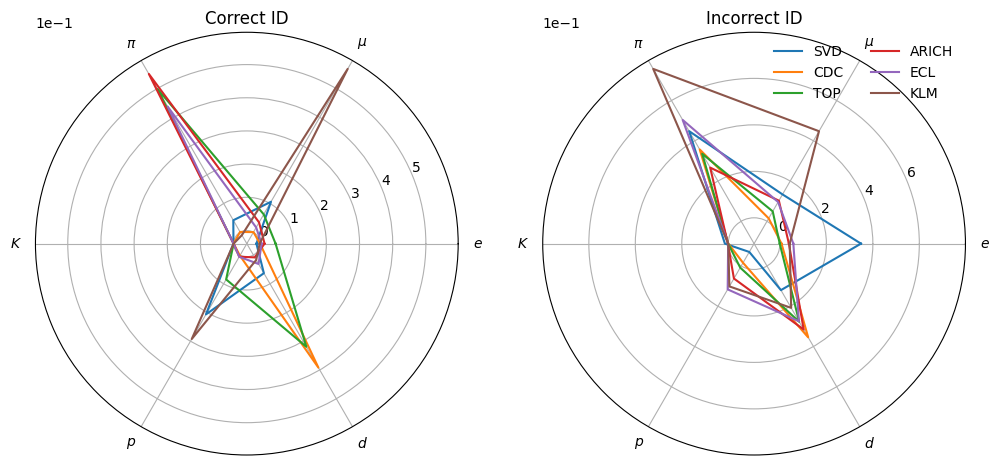 Correct ID
1e−1
e
μ
π
K
p
d
0
1
2
3
4
5
Incorrect ID
1e−1
e
μ
π
K
p
d
0
2
4
6
SVD
CDC
TOP
ARICH
ECL
KLM